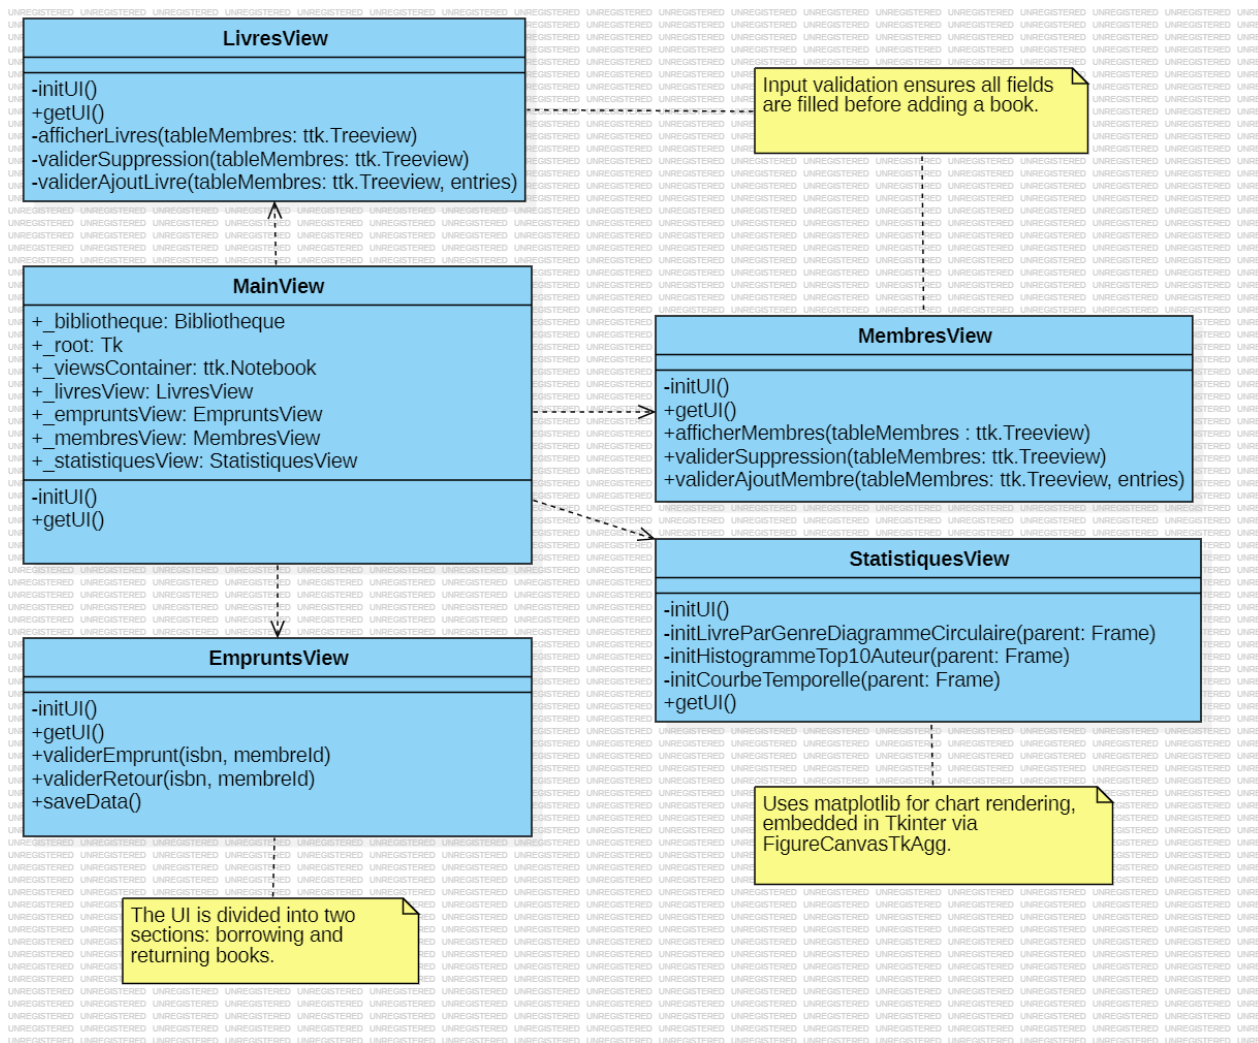 LivresView
-initUI()
+getUI()
-afficherLivres(tableMembres: ttk.Treeview)
-validerSuppression(tableMembres: ttk.Treeview)
-validerAjoutLivre(tableMembres: ttk.Treeview, entries)
Input validation ensures all fields
are filled before adding a book.
MainView
+_bibliotheque: Bibliotheque
+_root: Tk
+_viewsContainer: ttk.Notebook
+_livresView: LivresView
+_empruntsView: EmpruntsView
+_membresView: MembresView
+_statistiquesView: StatistiquesView
-initUI()
+getUI()
MembresView
-initUI()
+getUI()
+afficherMembres(tableMembres : ttk.Treeview)
+validerSuppression(tableMembres: ttk.Treeview)
+validerAjoutMembre(tableMembres: ttk.Treeview, entries)
StatistiquesView
-initUI()
-initLivreParGenreDiagrammeCirculaire(parent: Frame)
-initHistogrammeTop10Auteur(parent: Frame)
-initCourbeTemporelle(parent: Frame)
+getUI()
EmpruntsView
-initUI()
+getUI()
+validerEmprunt(isbn, membreId)
+validerRetour(isbn, membreId)
+saveData()
Uses matplotlib for chart rendering,
embedded in Tkinter via
FigureCanvasTkAgg.
The UI is divided into two
sections: borrowing and
returning books.
UNREGISTERED